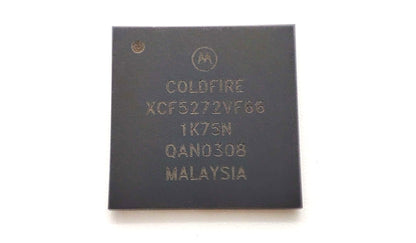 COLDFIRE
XCF5272VF66
1K75N
QAN0308
MALAYSIA